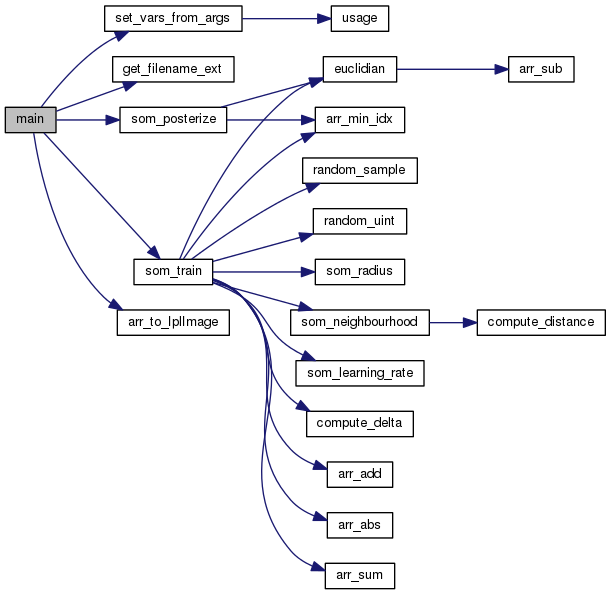 set_vars_from_args
usage
get_filename_ext
euclidian
arr_sub
main
som_posterize
arr_min_idx
random_sample
random_uint
som_train
som_radius
arr_to_IplImage
som_neighbourhood
compute_distance
som_learning_rate
compute_delta
arr_add
arr_abs
arr_sum